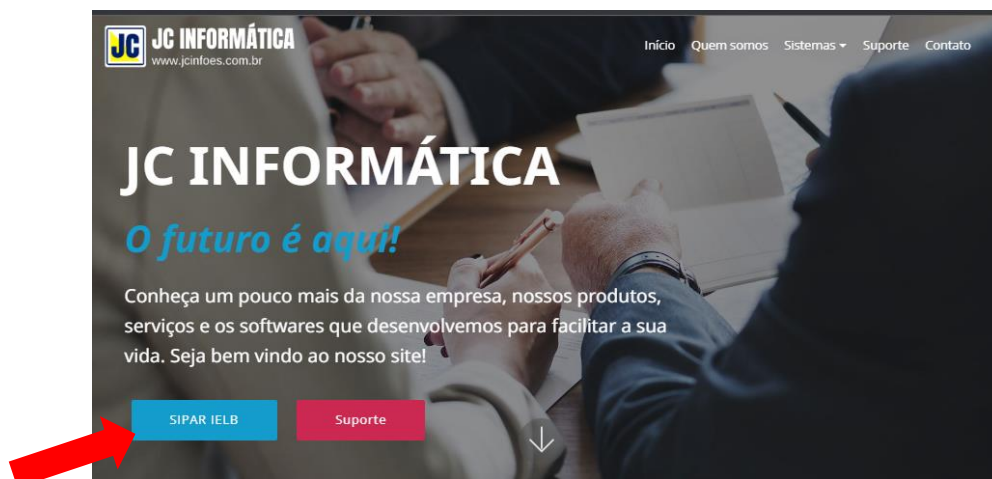 JC JC INFORMÁTICA
www.jcinfoes.com.br
Início Quem somos Sistemas Suporte Contato
JC INFORMÁTICA
O futuro é aqui!
Conheça um pouco mais da nossa empresa, nossos produtos,
serviços e os softwares que desenvolvemos para facilitar a sua
vida. Seja bem vindo ao nosso site!
SIPAR IELB Suporte